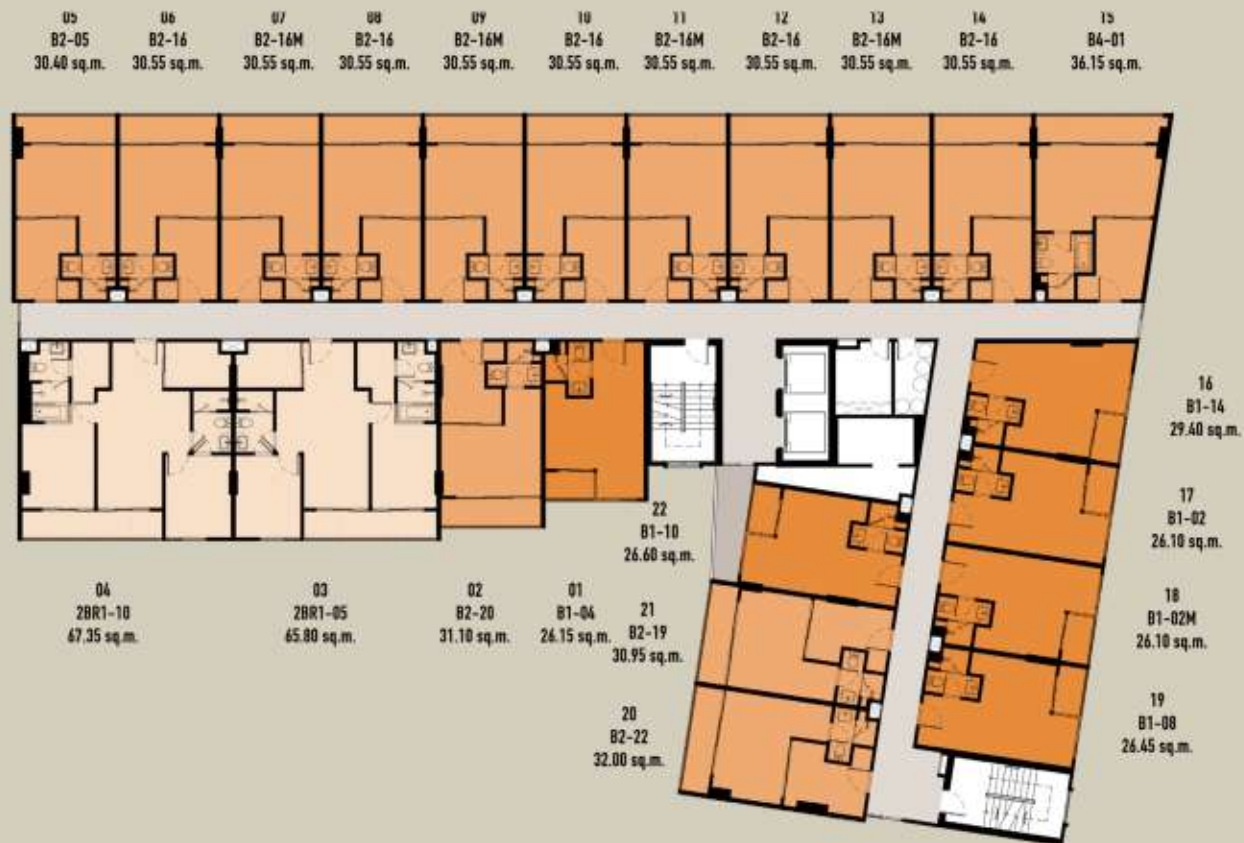 05
B2-05
30.40 sq.m.
06
B2-16
30.55 sq.m.
07
B2-16M
30.55 sq.m.
08
B2-16
30.55 sq.m.
09
B2-16M
30.55 sq.m.
10
B2-16
30.55 sq.m.
11
B2-16M
30.55 sq.m.
12
B2-16
30.55 sq.m.
13
B2-16M
30.55 sq.m.
14
B2-16
30.55 sq.m.
15
B4-01
36.15 sq.m.
16
B1-14
29.40 sq.m.
17
B1-02
26.10 sq.m.
18
B1-02M
26.10 sq.m.
19
B1-08
26.45 sq.m.
22
B1-10
26.60 sq.m.
04
2BR1-10
67.35 sq.m.
03
2BR1-05
65.80 sq.m.
02
B2-20
31.10 sq.m.
01
B1-04
26.15 sq.m.
21
B2-19
30.95 sq.m.
20
B2-22
32.00 sq.m.